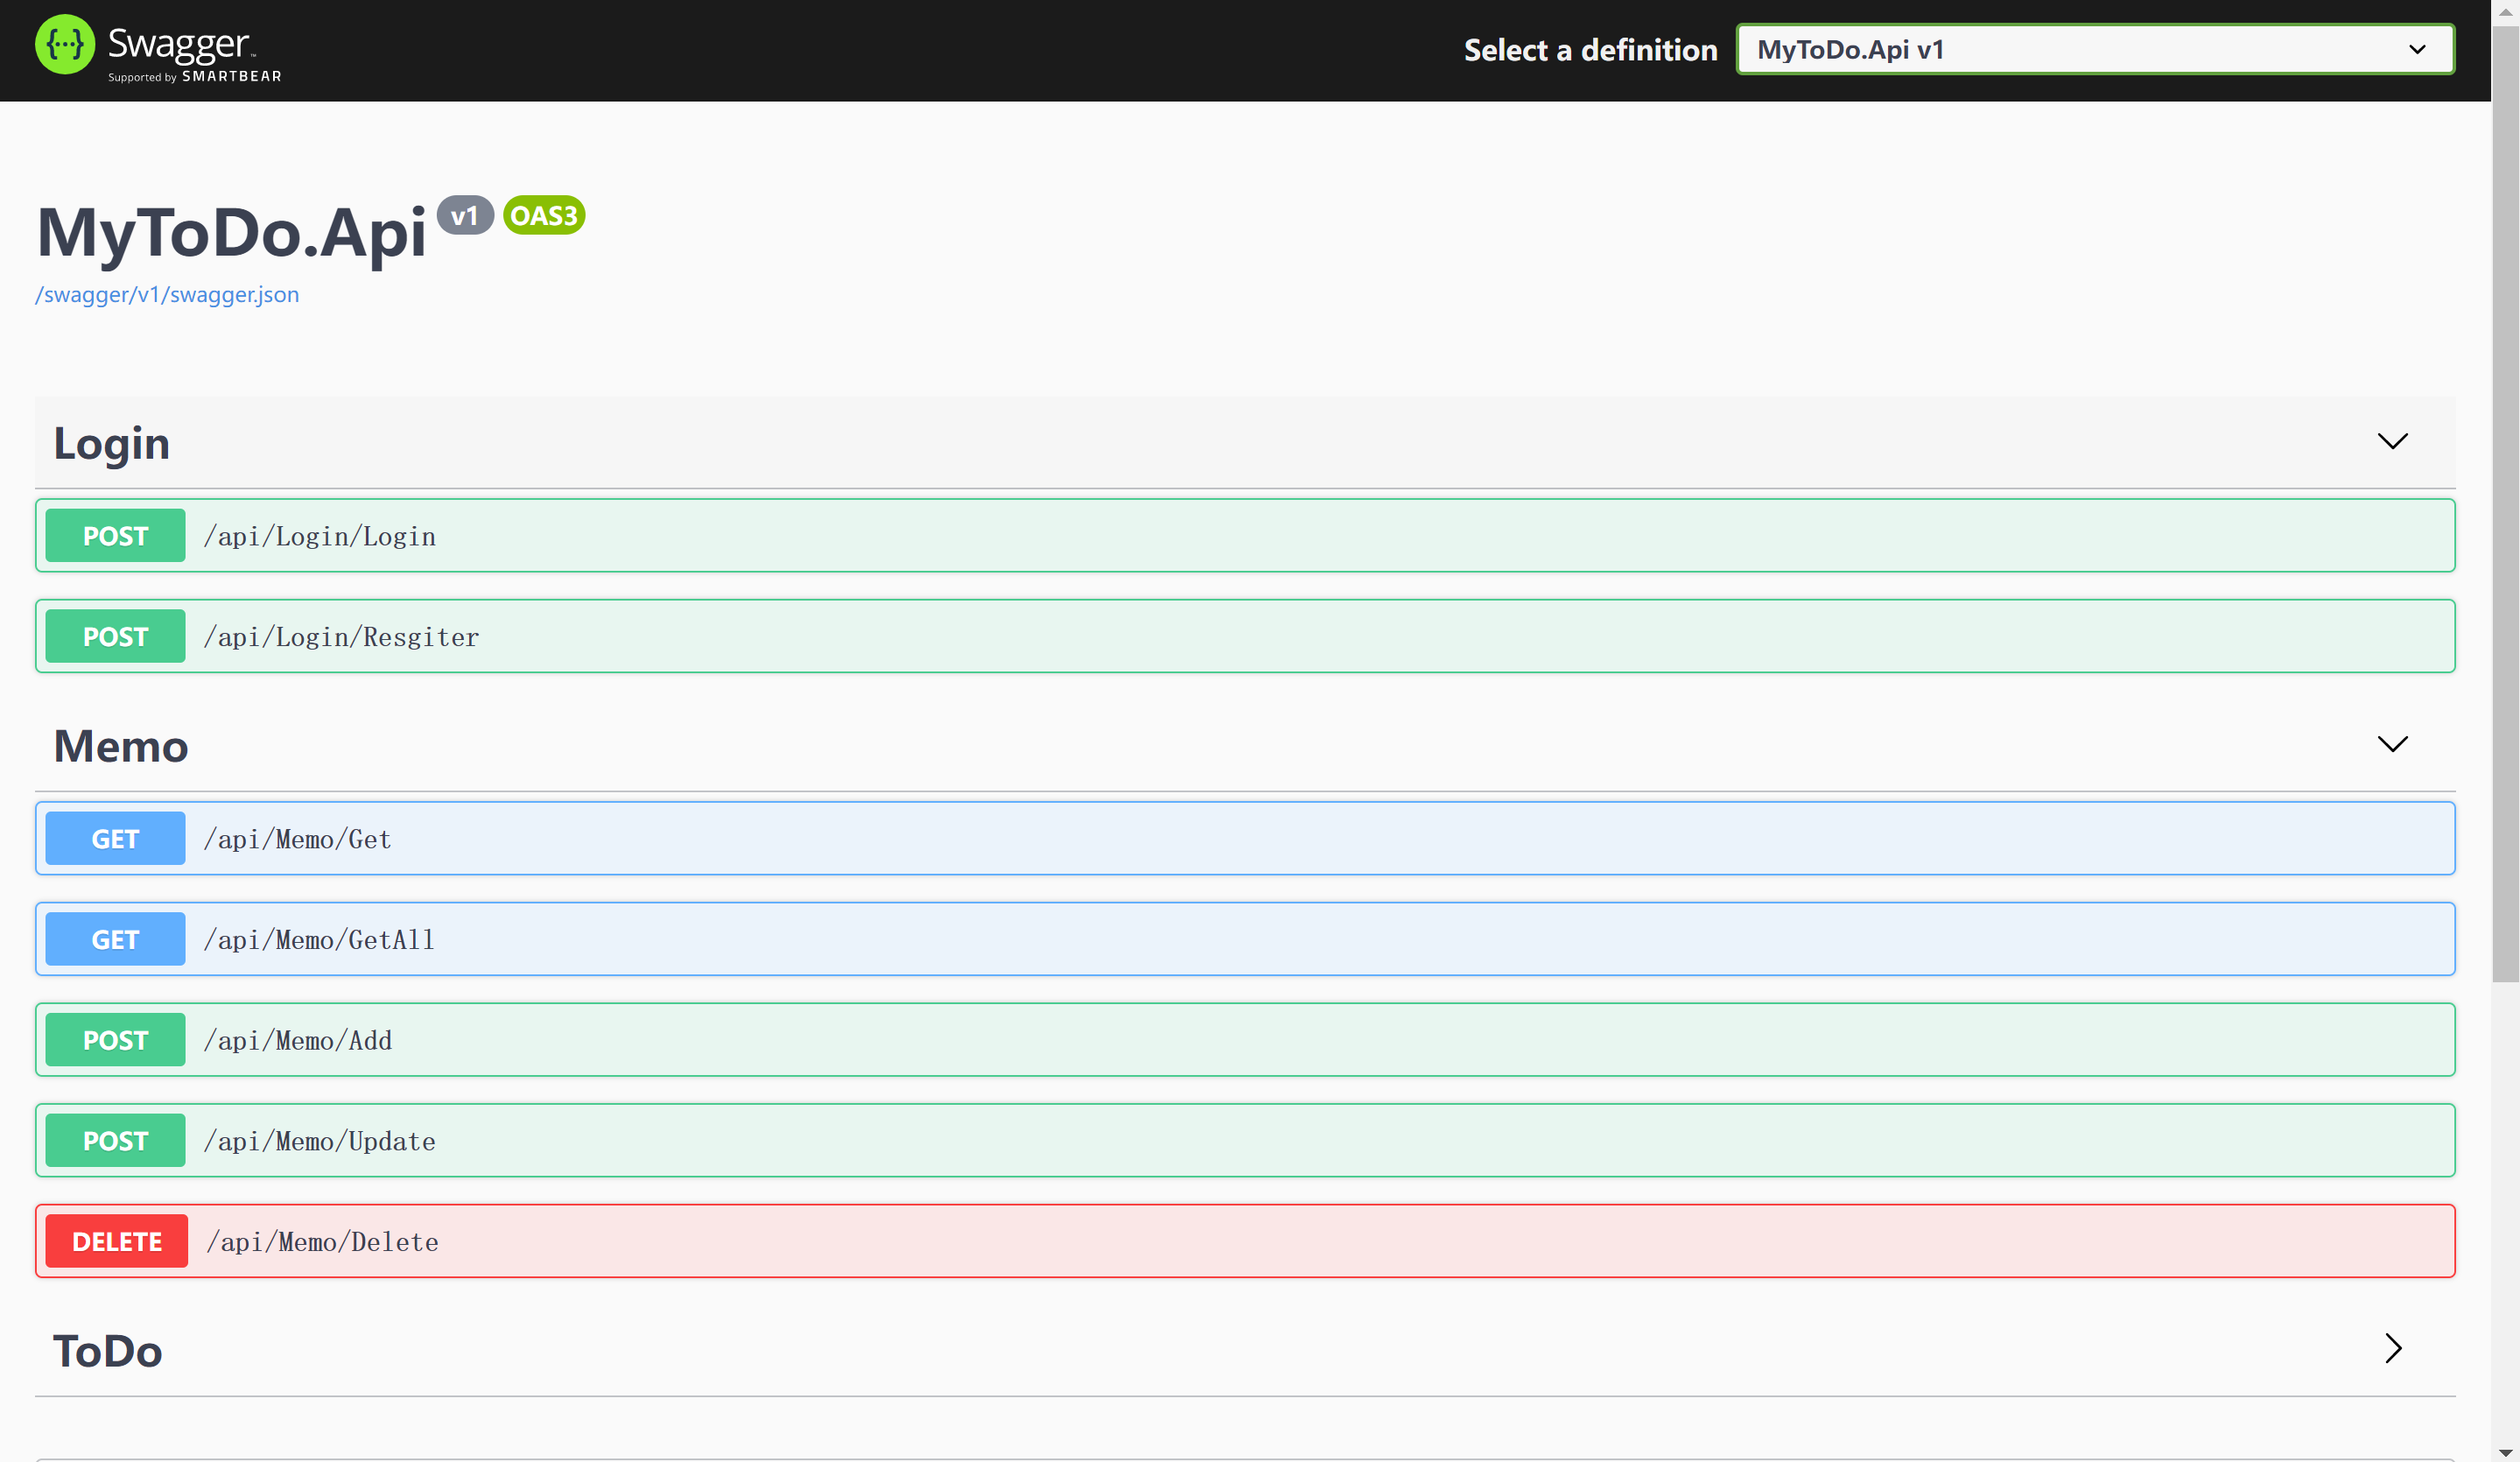 {···} Swagger™
Supported by SMARTBEAR
Select a definition
MyToDo.Api v1
MyToDo.Api v1 OAS3
/swagger/v1/swagger.json
Login
POST /api/Login/Login
POST /api/Login/Resgiter
Memo
GET /api/Memo/Get
GET /api/Memo/GetAll
POST /api/Memo/Add
POST /api/Memo/Update
DELETE /api/Memo/Delete
ToDo